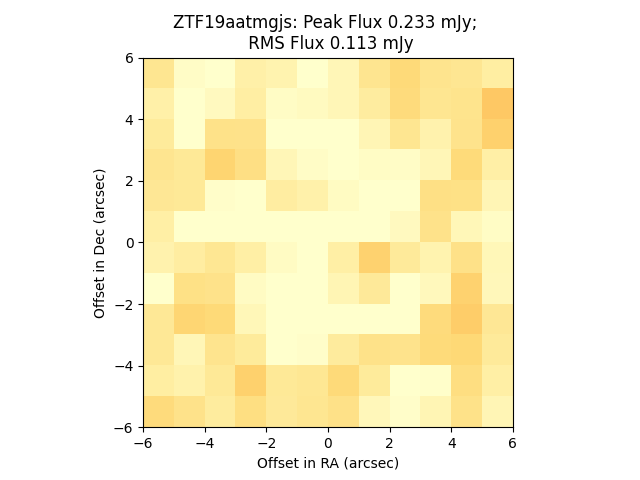 ZTF19aatmgjs: Peak Flux 0.233 mJy;
RMS Flux 0.113 mJy
6
4
2
0
−2
−4
−6
Offset in Dec (arcsec)
−6 −4 −2 0 2 4 6
Offset in RA (arcsec)